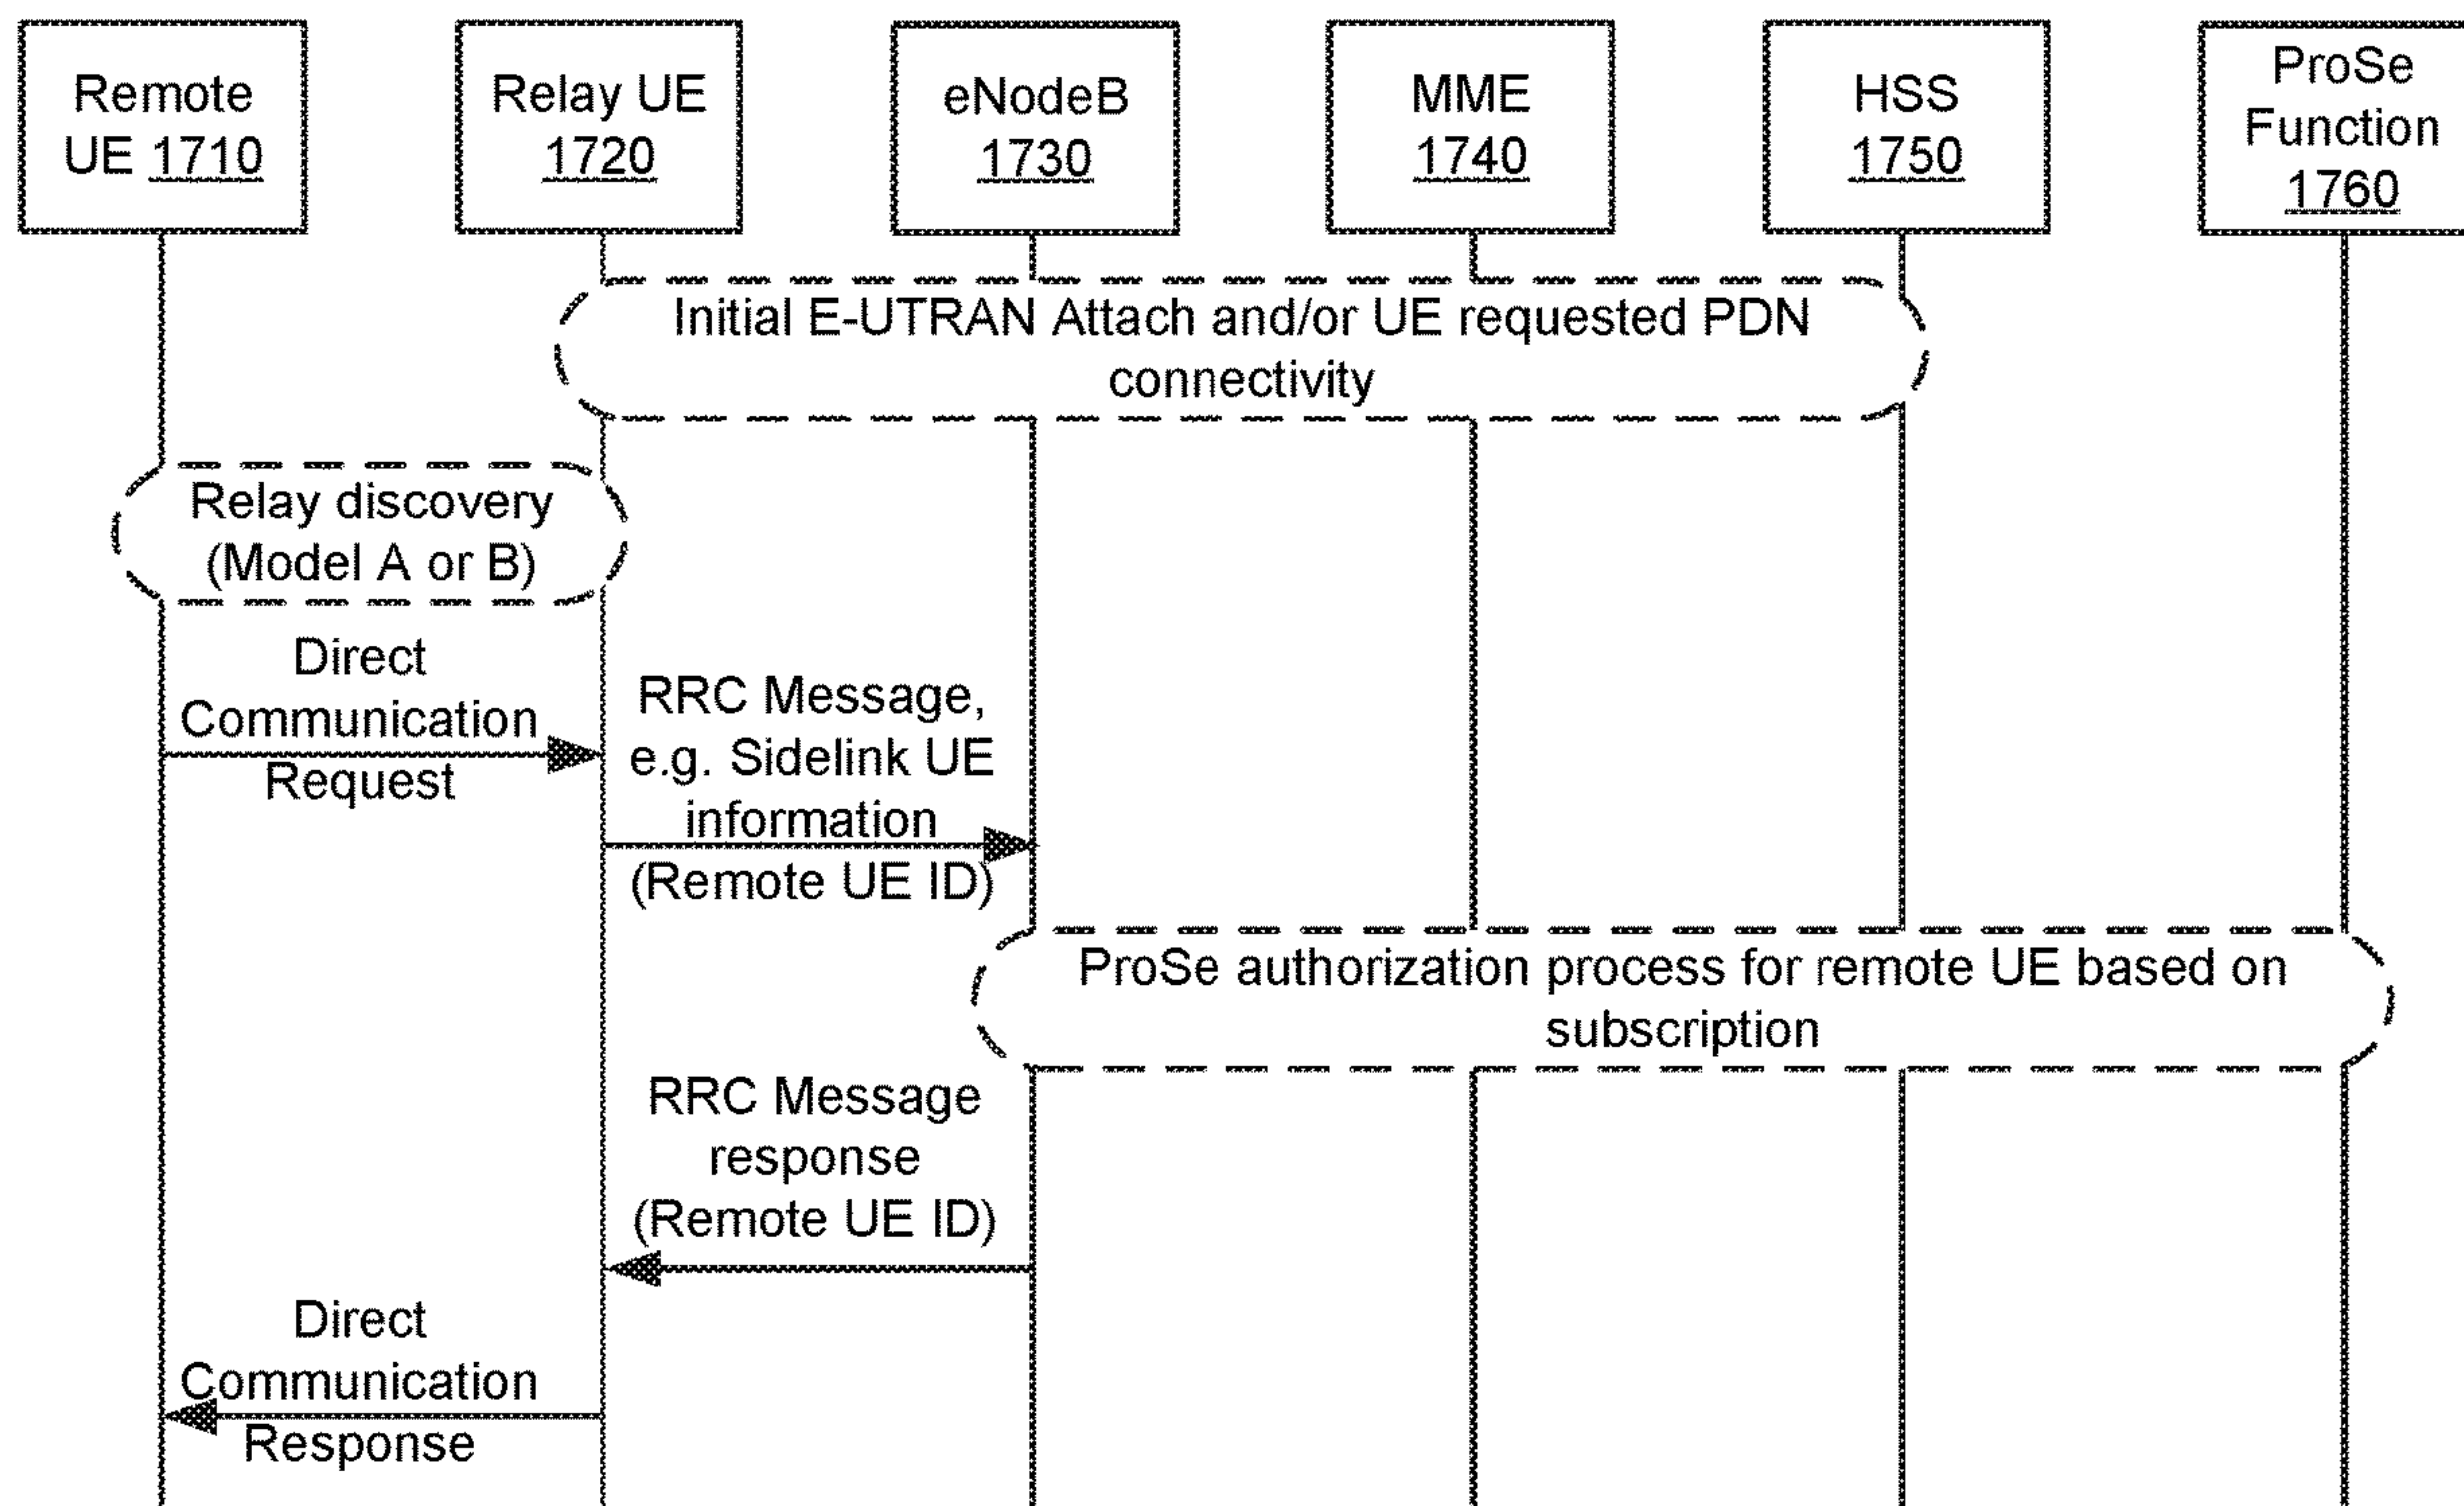 Remote
UE 1710
Relay UE
1720
eNodeB
1730
MME
1740
HSS
1750
ProSe
Function
1760
Initial E-UTRAN Attach and/or UE requested PDN
connectivity
Relay discovery
(Model A or B)
Direct
Communication
Request
RRC Message,
e.g. Sidelink UE
information
(Remote UE ID)
ProSe authorization process for remote UE based on
subscription
RRC Message
response
(Remote UE ID)
Direct
Communication
Response